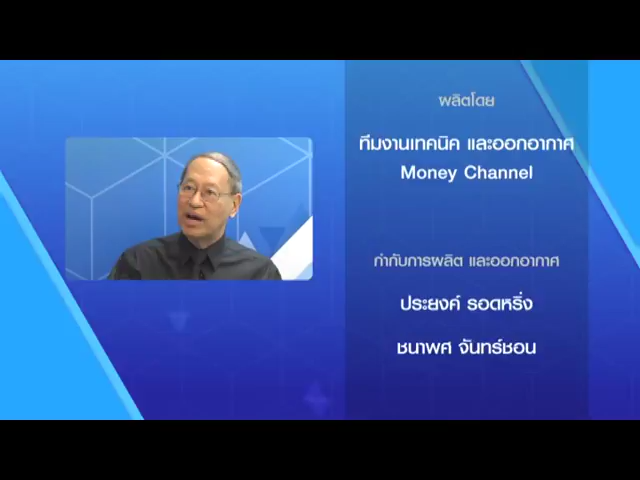 ผลิตโดย
ทีมงานเทคนิค และออกอากาศ
Money Channel
กำกับการผลิต และออกอากาศ
ประยงค์ รอดหริ่ง
ชนาพศ จันทร์ชอน